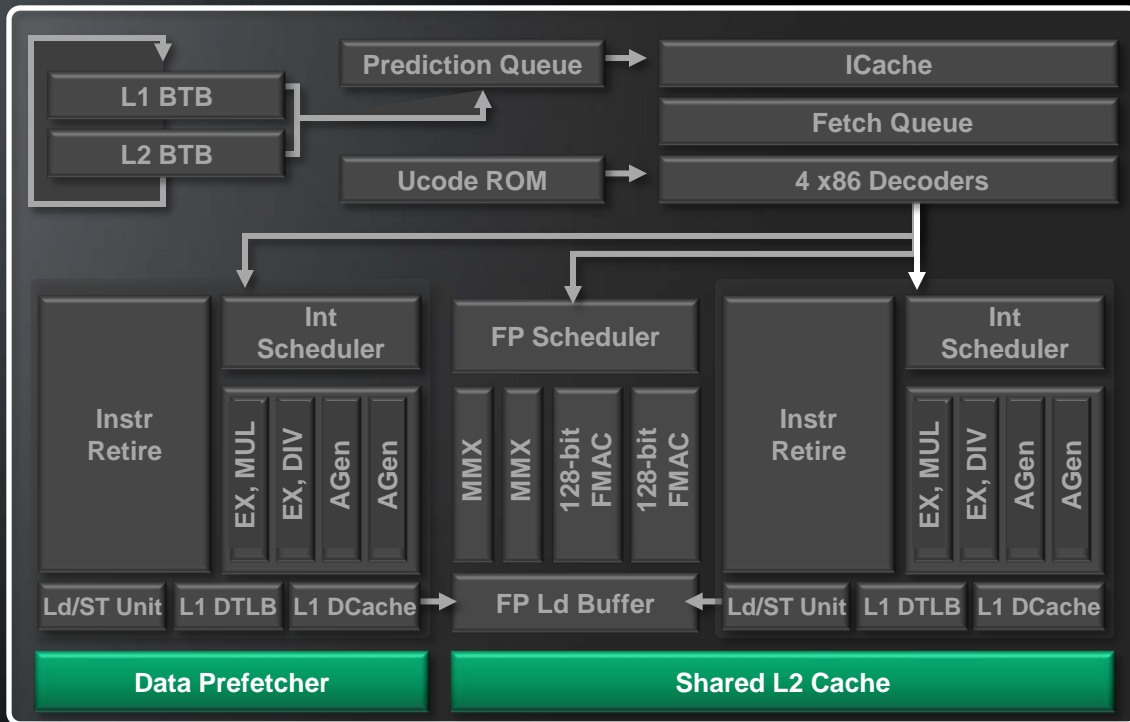 Prediction Queue
ICache
L1 BTB
Fetch Queue
L2 BTB
Ucode ROM
4 x86 Decoders
Instr
Retire
Int
Scheduler
EX, MUL
EX, DIV
AGen
AGen
Ld/ST Unit
L1 DTLB
L1 DCache
FP Scheduler
MMX
MMX
128-bit
FMAC
128-bit
FMAC
FP Ld Buffer
Instr
Retire
Int
Scheduler
EX, MUL
EX, DIV
AGen
AGen
Ld/ST Unit
L1 DTLB
L1 DCache
Data Prefetcher
Shared L2 Cache